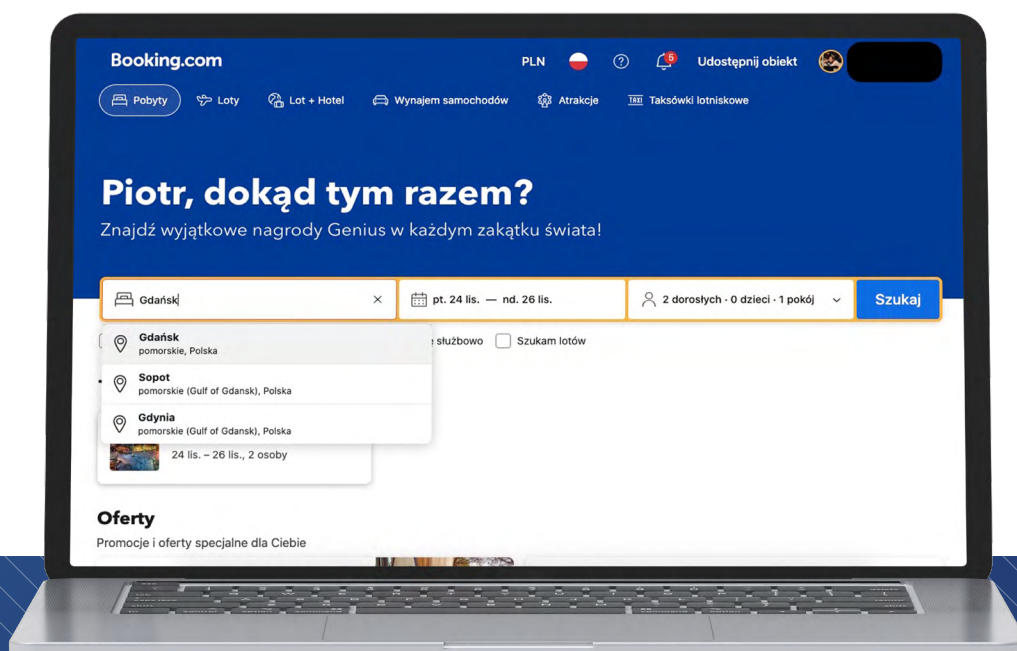 Booking.com
PLN
5
Udostępnij obiekt
Pobyty
Loty
Lot + Hotel
Wynajem samochodów
Atrakcje
TAXI
Taksówki lotniskowe
Piotr, dokąd tym razem?
Znajdź wyjątkowe nagrody Genius w każdym zakątku świata!
Gdańsk
pt. 24 lis. — nd. 26 lis.
2 dorosłych · 0 dzieci · 1 pokój
Szukaj
Gdańsk
pomorskie, Polska
służbowo
Szukam lotów
Sopot
pomorskie (Gulf of Gdansk), Polska
Gdynia
pomorskie (Gulf of Gdansk), Polska
24 lis. – 26 lis., 2 osoby
Oferty
Promocje i oferty specjalne dla Ciebie